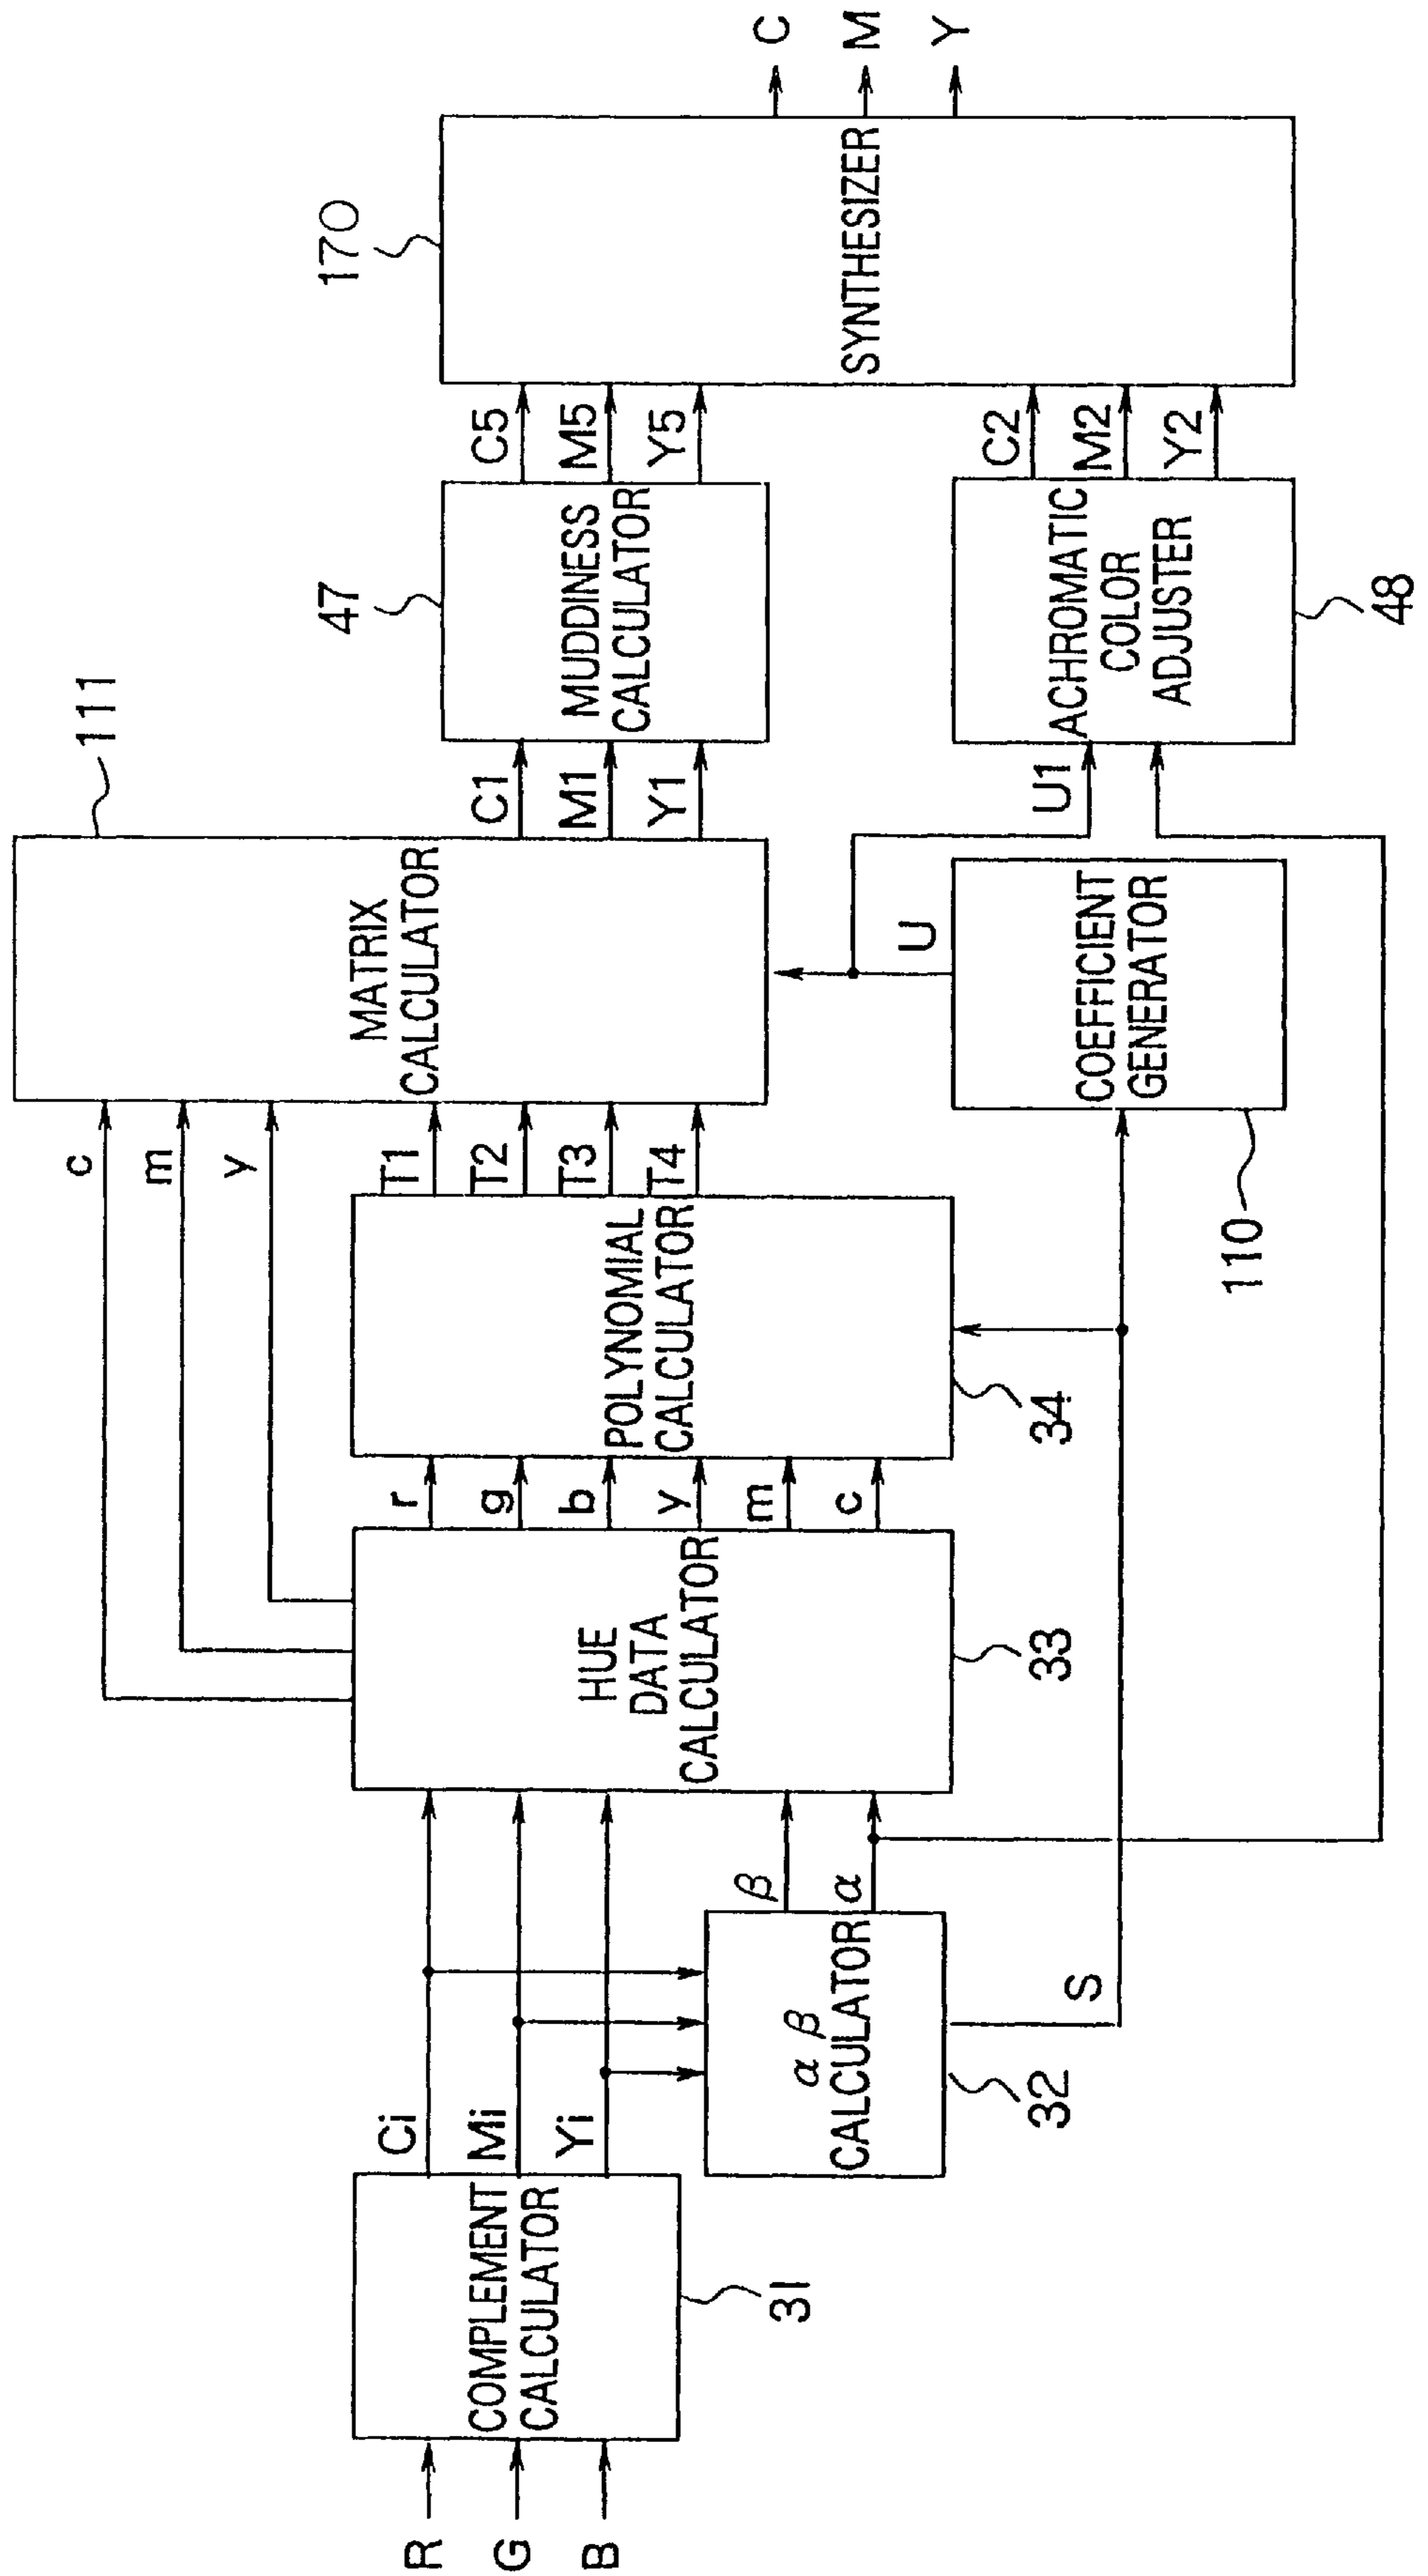 R
G
B
COMPLEMENT
CALCULATOR
31
Ci
Mi
Yi
α β
CALCULATOR
32
β
α
S
HUE
DATA
CALCULATOR
33
c
m
y
r
g
b
y
m
c
POLYNOMIAL
CALCULATOR
34
T1
T2
T3
T4
MATRIX
CALCULATOR
111
COEFFICIENT
GENERATOR
110
U
U1
C1
M1
Y1
MUDDINESS
CALCULATOR
47
ACHROMATIC
COLOR
ADJUSTER
48
C5
M5
Y5
C2
M2
Y2
SYNTHESIZER
170
C
M
Y